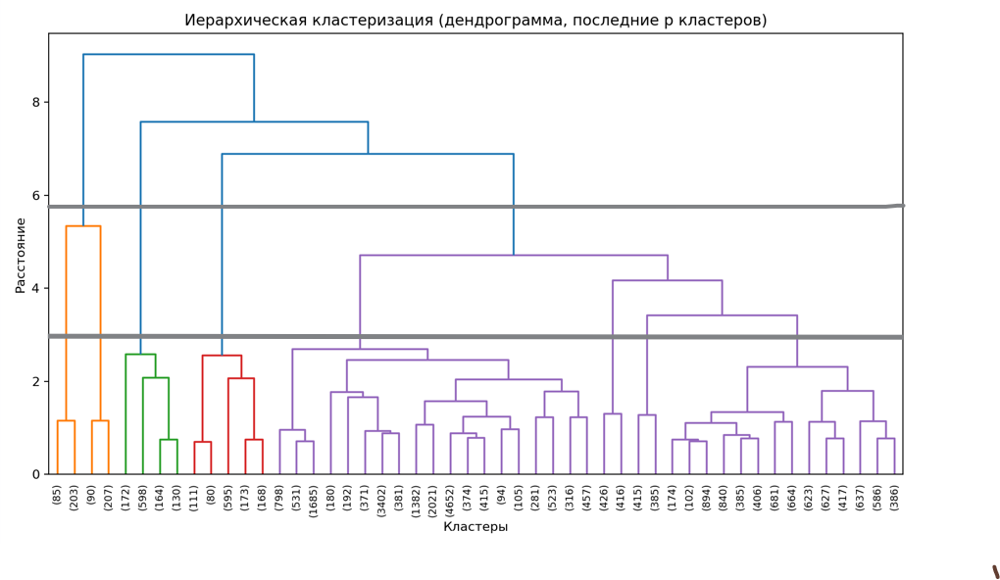 Иерархическая кластеризация (дендрограмма, последние p кластеров)
8
6
4
2
0
Расстояние
(85) (203) (90) (207) (172) (598) (164) (130) (111) (80) (595) (173) (168) (798) (531) (1685) (180) (192) (371) (3402) (381) (1382) (2021) (4652) (374) (415) (94) (105) (281) (523) (316) (457) (426) (416) (415) (385) (174) (102) (894) (840) (385) (406) (681) (664) (623) (627) (417) (637) (586) (386)
Кластеры